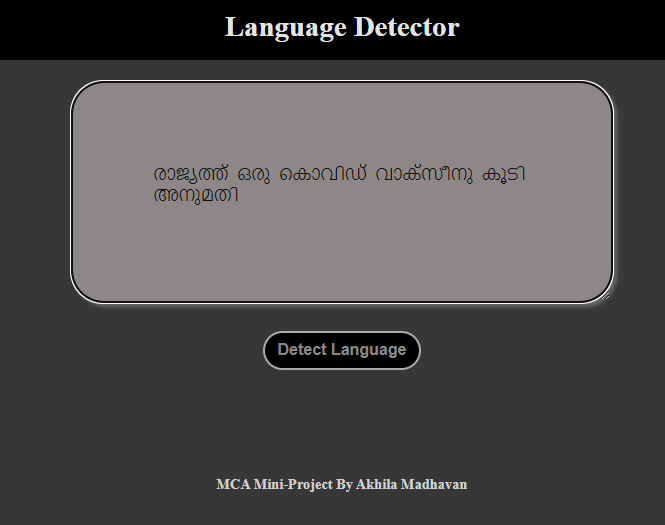 Language Detector
രാജ്യത്ത് ഒരു കൊവിഡ് വാക്സീനു കൂടി
അനുമതി
Detect Language
MCA Mini-Project By Akhila Madhavan